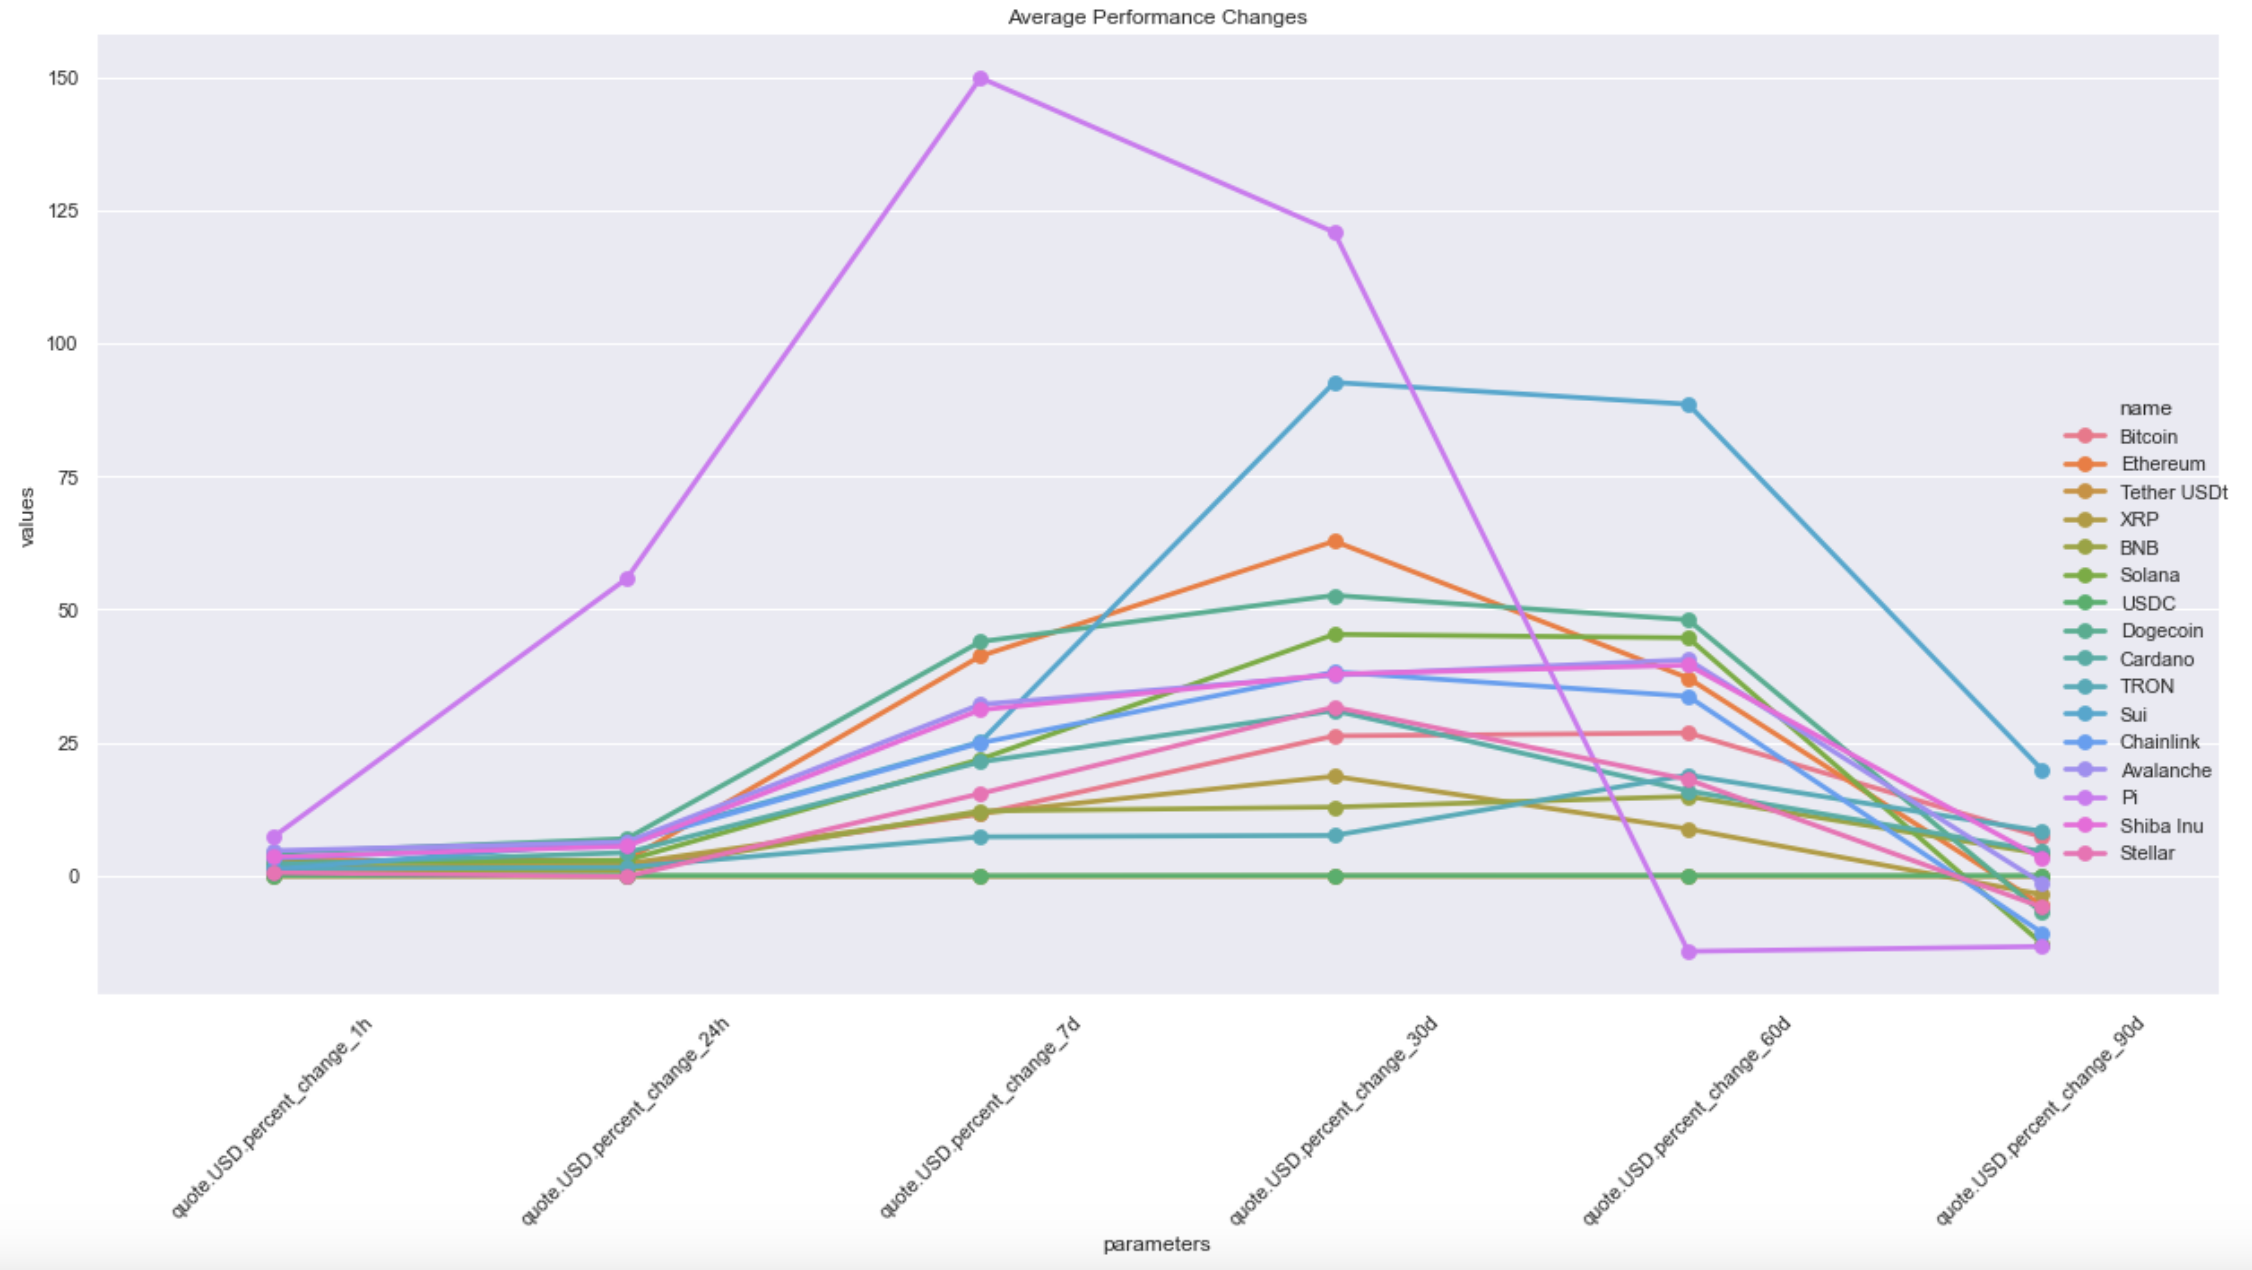 Average Performance Changes
150
125
100
75
50
25
0
values
name
Bitcoin
Ethereum
Tether USDt
XRP
BNB
Solana
USDC
Dogecoin
Cardano
TRON
Sui
Chainlink
Avalanche
Pi
Shiba Inu
Stellar
quote.USD.percent_change_1h
quote.USD.percent_change_24h
quote.USD.percent_change_7d
quote.USD.percent_change_30d
quote.USD.percent_change_60d
quote.USD.percent_change_90d
parameters